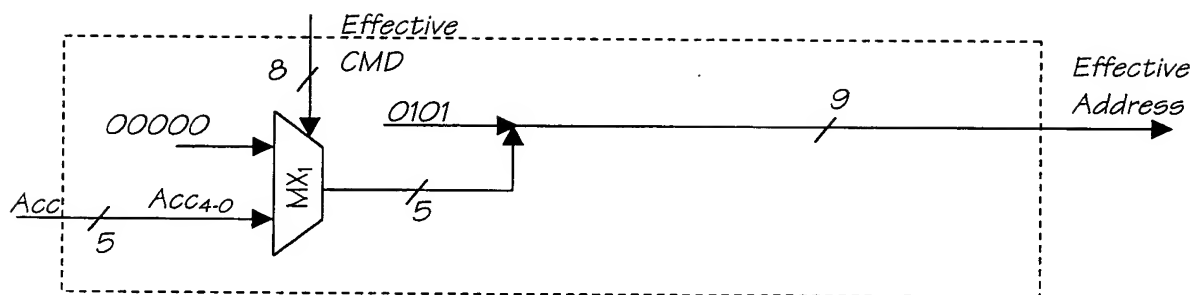 Effective
CMD
8
Effective
Address
9
00000
0101
MX1
Acc
Acc4-0
5
5